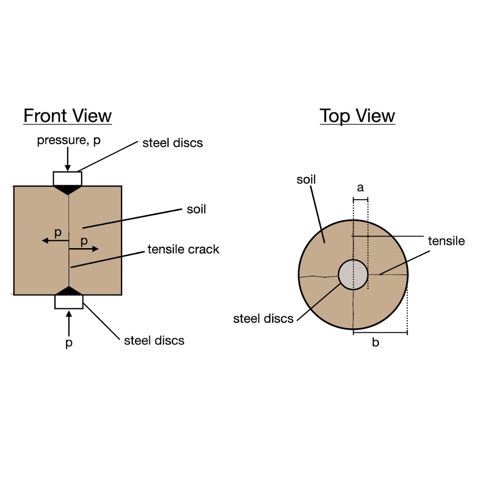 Front View
pressure, p
steel discs
soil
p
p
tensile crack
steel discs
p
Top View
soil
a
tensile
steel discs
b